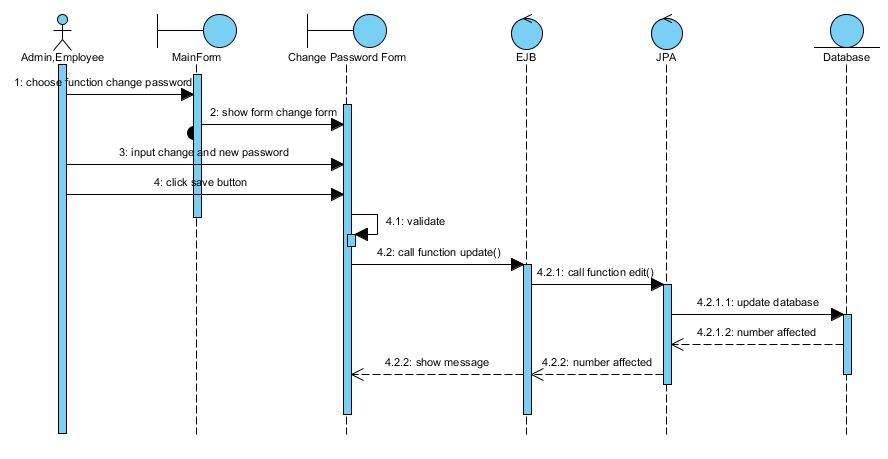 Admin,Employee
MainForm
Change Password Form
EJB
JPA
Database
1: choose function change password
2: show form change form
3: input change and new password
4: click save button
4.1: validate
4.2: call function update()
4.2.1: call function edit()
4.2.1.1: update database
4.2.1.2: number affected
4.2.2: show message
4.2.2: number affected